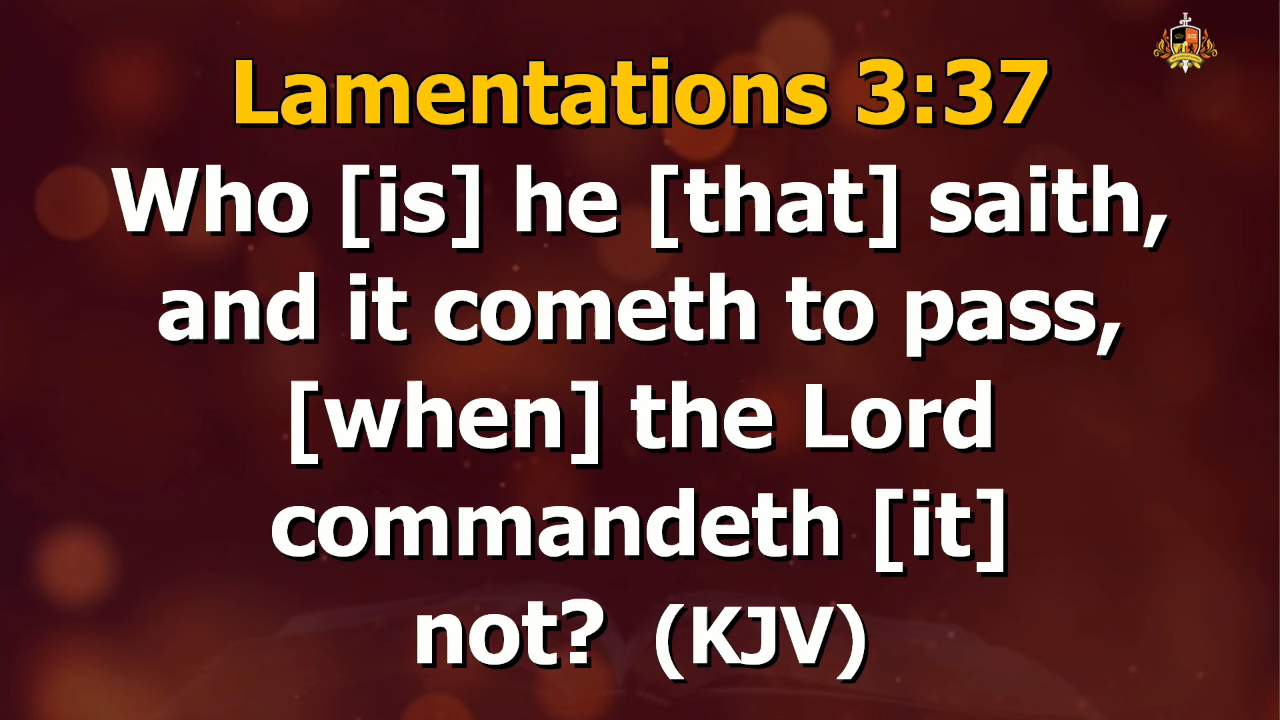 Lamentations 3:37
Who [is] he [that] saith,
and it cometh to pass,
[when] the Lord
commandeth [it]
not? (KJV)